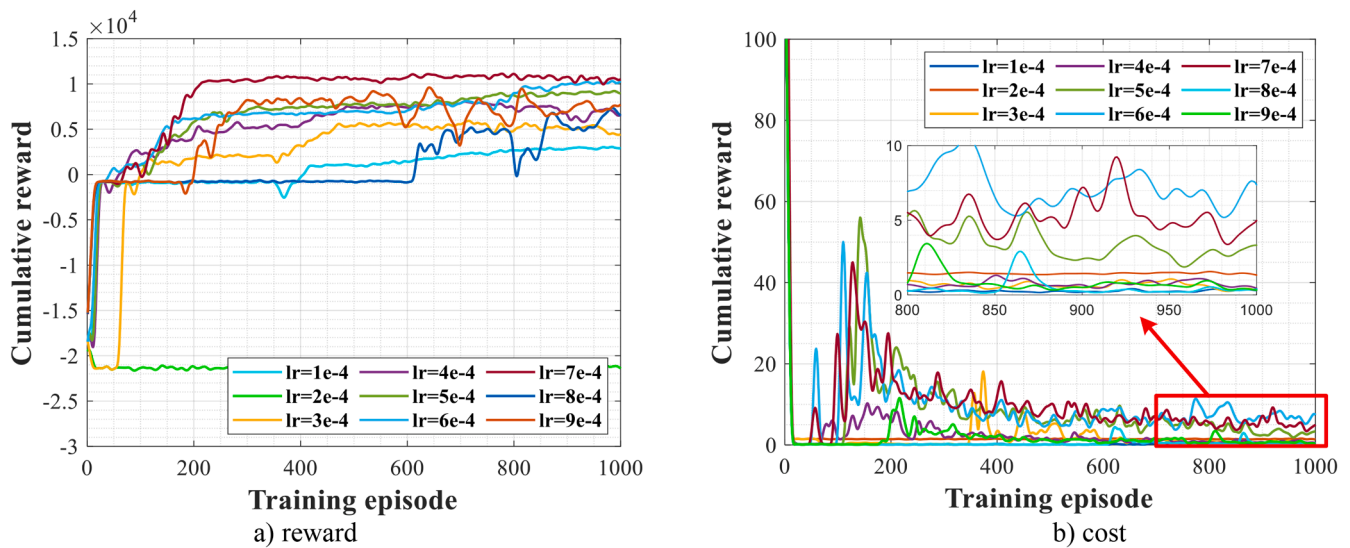 ×10⁴
1.5
1
0.5
0
-0.5
-1
-1.5
-2
-2.5
-3
Cumulative reward
lr=1e-4 lr=4e-4 lr=7e-4
lr=2e-4 lr=5e-4 lr=8e-4
lr=3e-4 lr=6e-4 lr=9e-4
0 200 400 600 800 1000
Training episode
a) reward
100
80
60
40
20
0
Cumulative reward
lr=1e-4 lr=4e-4 lr=7e-4
lr=2e-4 lr=5e-4 lr=8e-4
lr=3e-4 lr=6e-4 lr=9e-4
10
5
0
800 850 900 950 1000
0 200 400 600 800 1000
Training episode
b) cost